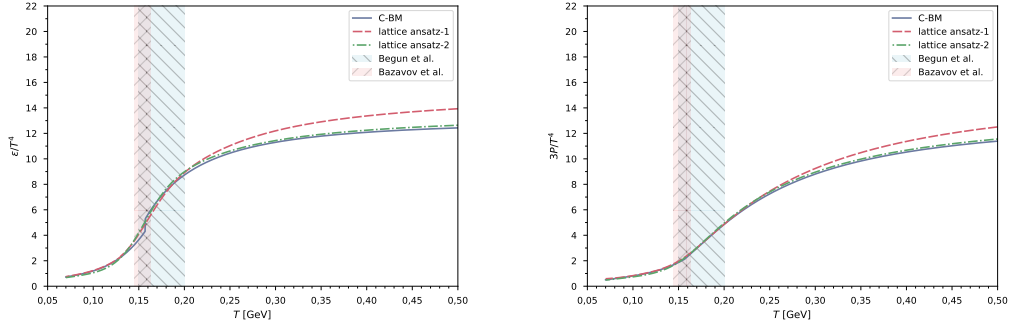 22
20
18
16
14
12
10
8
6
4
2
0
ε/T⁴
C-BM
lattice ansatz-1
lattice ansatz-2
Begun et al.
Bazavov et al.
0,05 0,10 0,15 0,20 0,25 0,30 0,35 0,40 0,45 0,50
T [GeV]
22
20
18
16
14
12
10
8
6
4
2
0
3P/T⁴
C-BM
lattice ansatz-1
lattice ansatz-2
Begun et al.
Bazavov et al.
0,05 0,10 0,15 0,20 0,25 0,30 0,35 0,40 0,45 0,50
T [GeV]